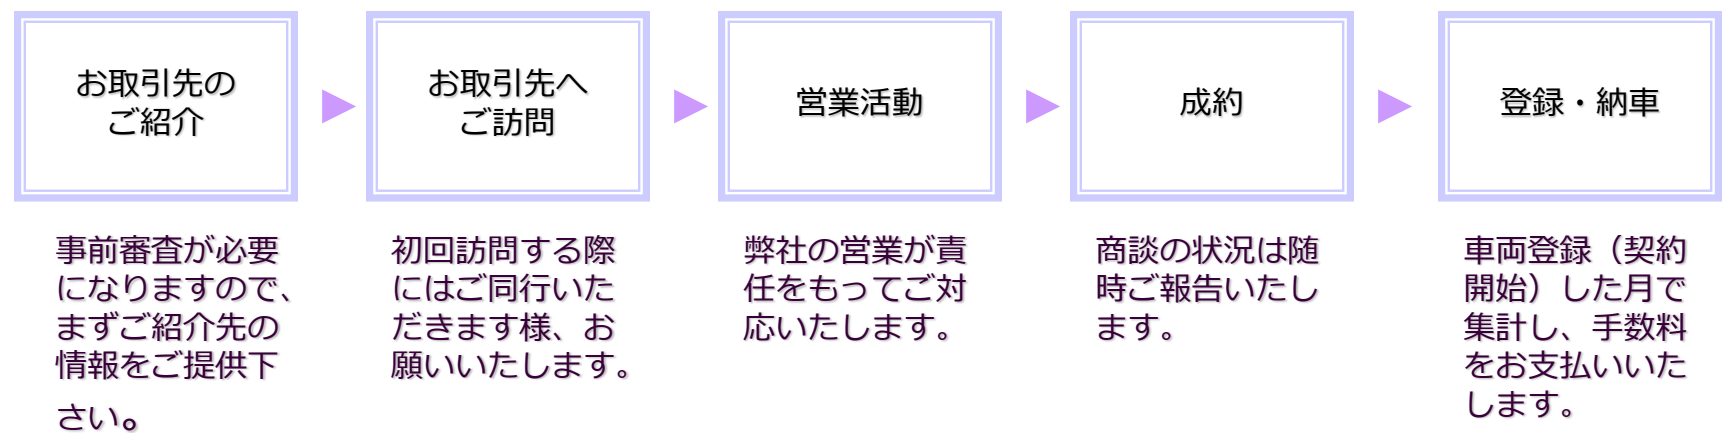 お取引先の
ご紹介
お取引先へ
ご訪問
営業活動
成約
登録・納車
事前審査が必要
になりますので、
まずご紹介先の
情報をご提供下
さい。
初回訪問する際
にはご同行いた
だきます様、お
願いいたします。
弊社の営業が責
任をもってご対
応いたします。
商談の状況は随
時ご報告いたし
ます。
車両登録（契約
開始）した月で
集計し、手数料
をお支払いいた
します。